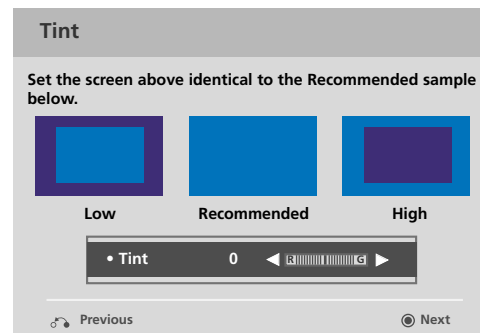 Tint
Set the screen above identical to the Recommended sample
below.
Low Recommended High
• Tint 0 R G
Previous Next